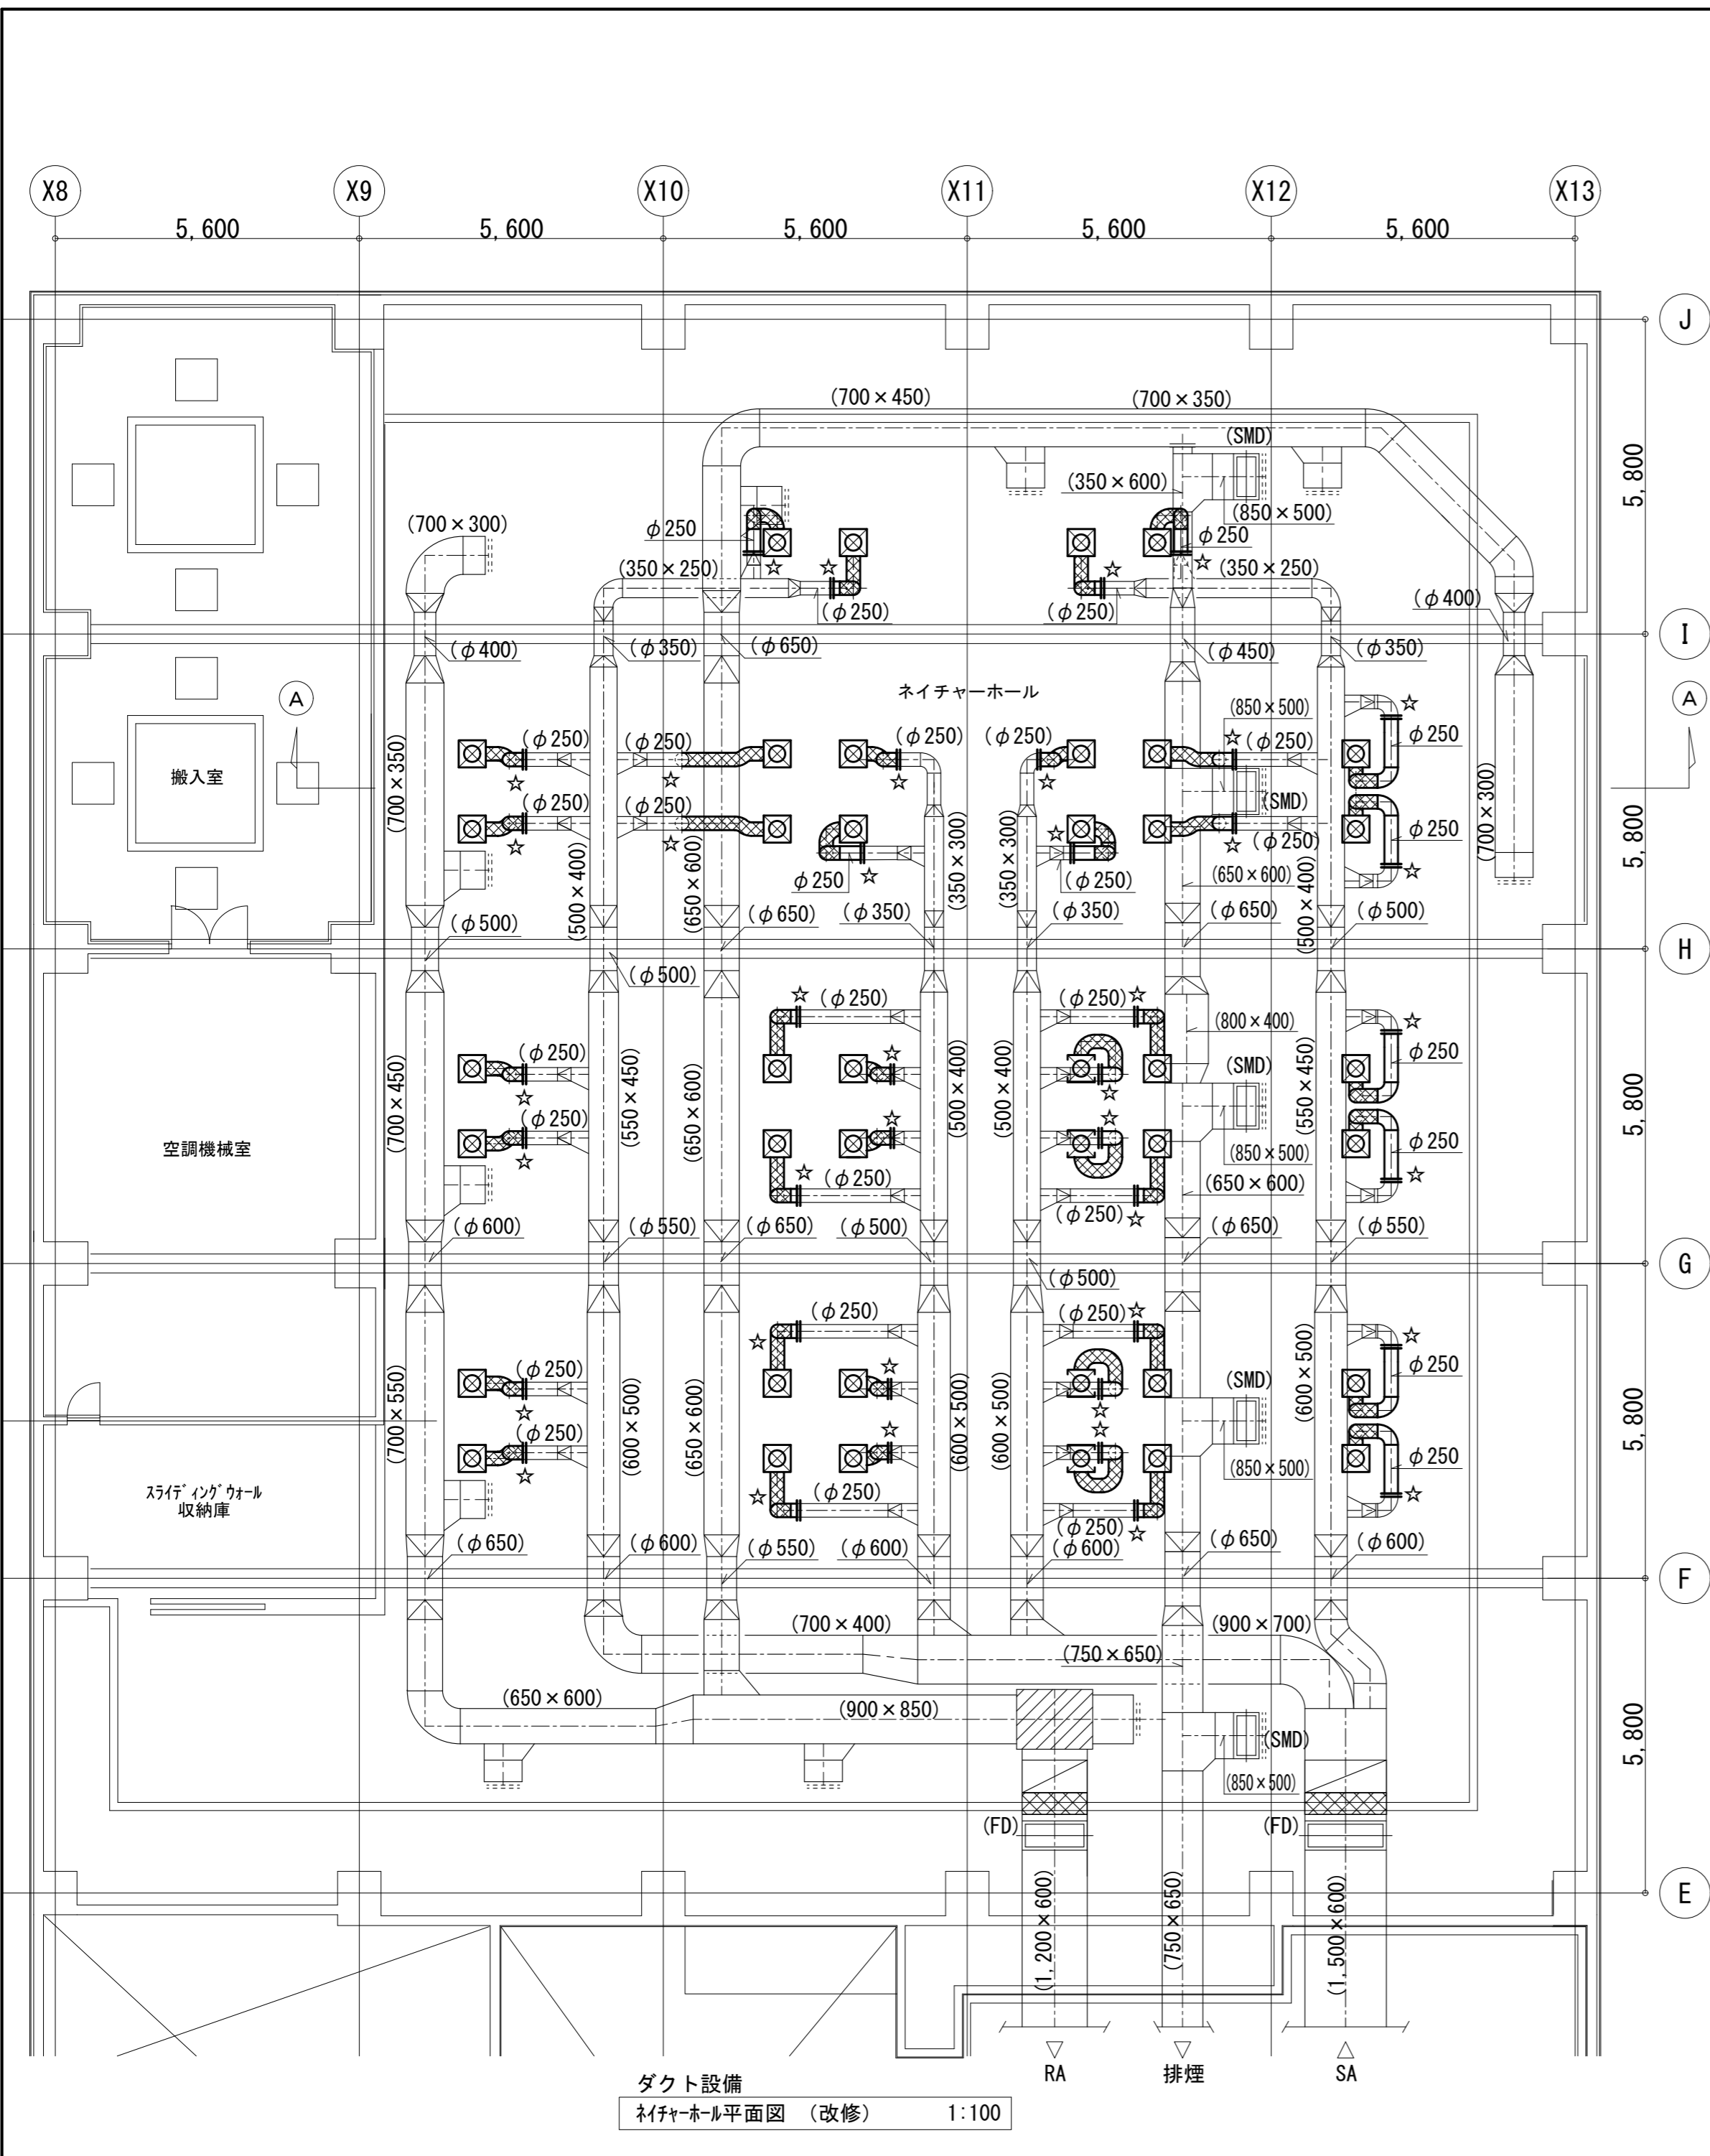 X8
X9
X10
X11
X12
X13
5,600
5,600
5,600
5,600
5,600
J
(700×450)
(700×350)
(SMD)
5,800
(350×600)
(850×500)
(700×300)
φ250
φ250
☆
☆
☆
(350×250)
(350×250)
(φ250)
(φ250)
☆
(φ400)
I
(φ400)
(φ350)
(φ650)
(φ450)
(φ350)
ネイチャーホール
A
A
(850×500)
☆
φ250
(φ250)
(φ250)
(φ250)
(φ250)
(φ250)
☆
☆
☆
☆
☆
搬入室
(700×350)
(SMD)
5,800
(φ250)
(φ250)
(φ250)
φ250
☆
☆
☆
☆
☆
(700×300)
φ250
(φ250)
(650×600)
☆
(500×400)
(650×600)
(350×300)
(350×300)
(500×400)
(φ500)
(φ650)
(φ350)
(φ350)
(φ650)
(φ500)
H
(φ500)
☆
(φ250)
(φ250)
☆
(800×400)
☆
(φ250)
☆
φ250
(SMD)
☆
☆
5,800
(700×450)
(550×450)
(650×600)
(500×400)
(500×400)
(550×450)
(φ250)
☆
☆
空調機械室
☆
(850×500)
φ250
☆
☆
(φ250)
(φ250)
(650×600)
☆
(φ600)
(φ550)
(φ650)
(φ500)
(φ650)
(φ550)
G
(φ500)
(φ250)
(φ250)
☆
☆
☆
(φ250)
☆
☆
φ250
(SMD)
☆
☆
5,800
(700×550)
(600×500)
(650×600)
(600×500)
(600×500)
(600×500)
(φ250)
☆
☆
φ250
(850×500)
☆
スライディングウォール
収納庫
☆
(φ250)
(φ250)
☆
☆
(φ650)
(φ600)
(φ550)
(φ600)
(φ600)
(φ650)
(φ600)
F
(700×400)
(900×700)
(750×650)
(650×600)
(900×850)
(SMD)
5,800
(850×500)
(FD)
(FD)
E
(1,200×600)
(750×650)
(1,500×600)
RA
排煙
SA
ダクト設備
ネイチャーホール平面図 (改修) 1:100